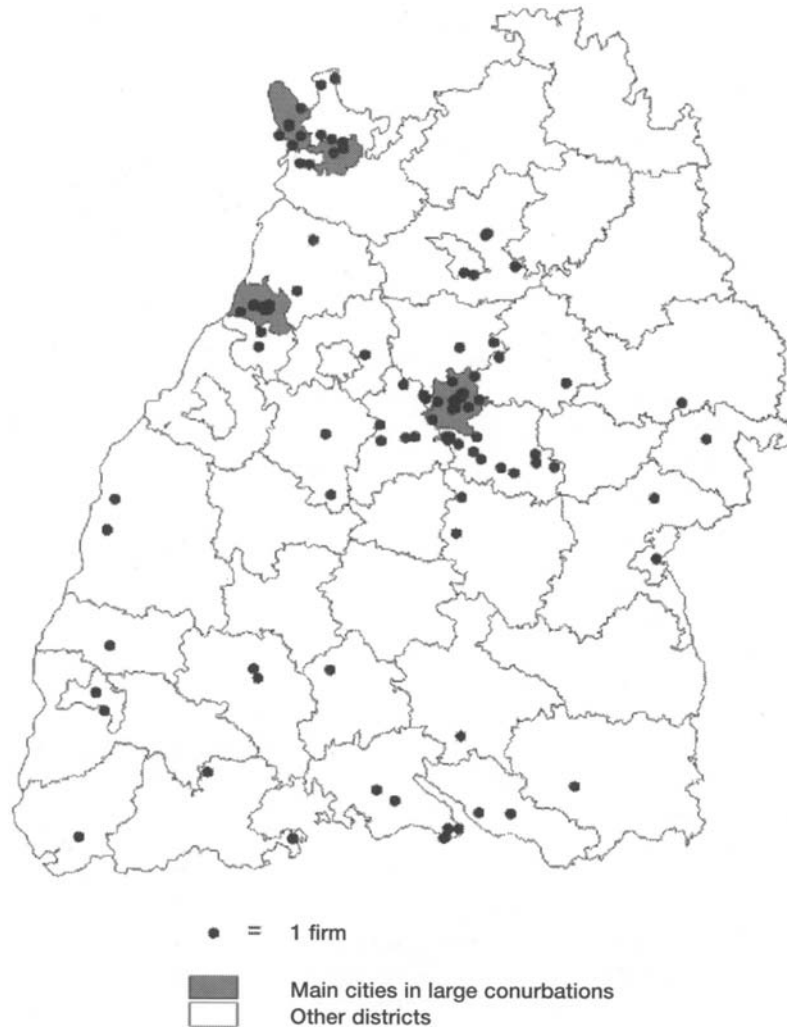 = 1 firm
Main cities in large conurbations
Other districts